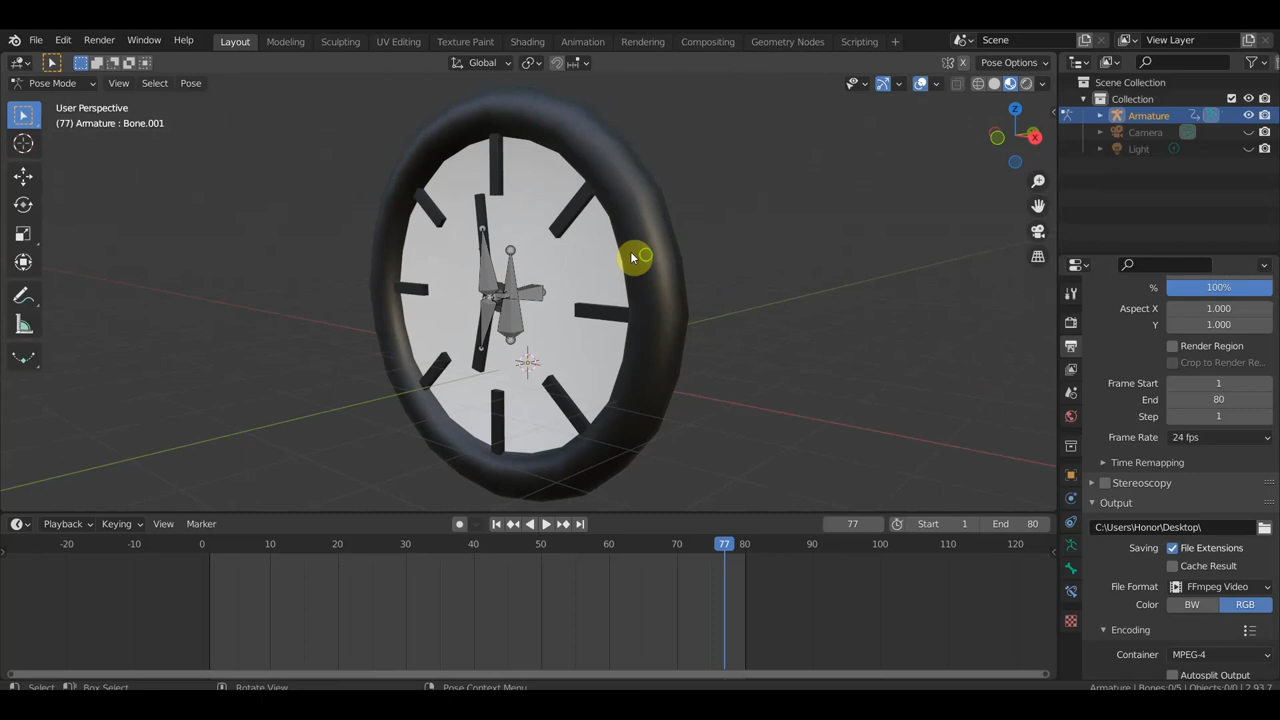 File Edit Render Window Help Layout Modeling Sculpting UV Editing Texture Paint Shading Animation Rendering Compositing Geometry Nodes Scripting + Scene View Layer
Global X Pose Options
Pose Mode View Select Pose
User Perspective
(77) Armature : Bone.001
Z
X
Scene Collection
Collection
Armature
Camera
Light
% 100%
Aspect X 1.000
Y 1.000
Render Region
Crop to Render Re...
Frame Start 1
End 80
Step 1
Frame Rate 24 fps
Time Remapping
Stereoscopy
Output
C:\Users\Honor\Desktop\
Saving File Extensions
Cache Result
File Format FFmpeg Video
Color BW RGB
Encoding
Container MPEG-4
Autosplit Output
Playback Keying View Marker 77 Start 1 End 80
-20 -10 0 10 20 30 40 50 60 70 77 80 90 100 110 120
Select Box Select Rotate View Pose Context Menu Armature | Bones:0/5 | Objects:0/0 | 2.93.7